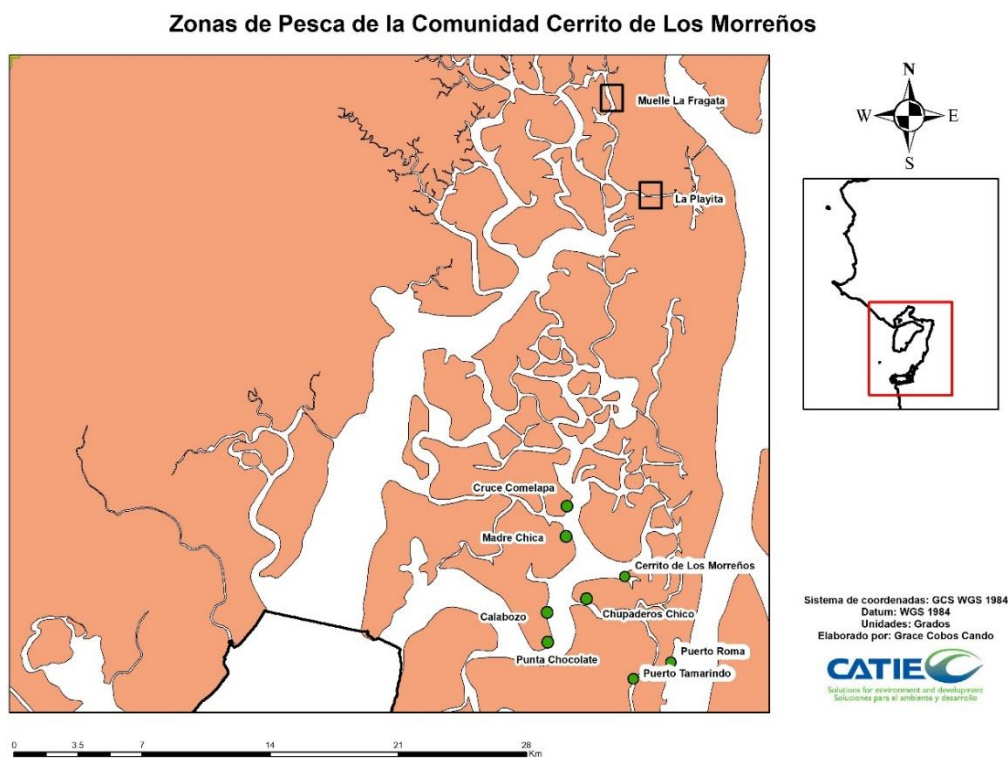 Zonas de Pesca de la Comunidad Cerrito de Los Morreños
Muelle La Fragata
La Playita
N
W
E
S
Cruce Comelapa
Madre Chica
Cerrito de Los Morreños
Chupaderos Chico
Calabozo
Punta Chocolate
Puerto Roma
Puerto Tamarindo
Sistema de coordenadas: GCS WGS 1984
Datum: WGS 1984
Unidades: Grados
Elaborado por: Grace Cobos Cando
CATIE
Solutions for environment and development
Soluciones para el ambiente y desarrollo
0 3.5 7 14 21 28
Km